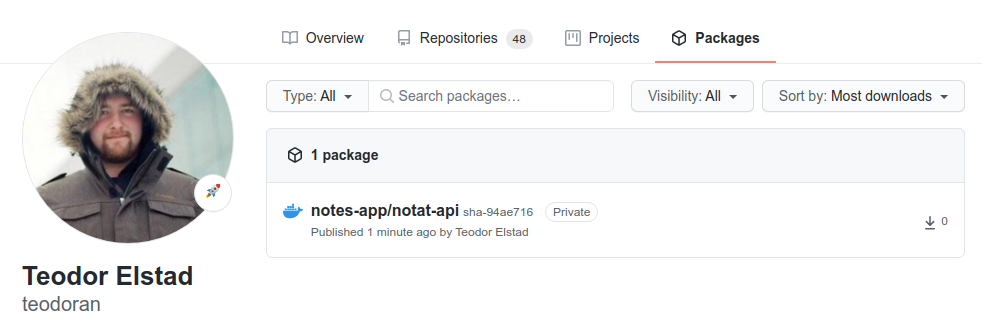 Overview
Repositories 48
Projects
Packages
Type: All
Search packages…
Visibility: All
Sort by: Most downloads
1 package
notes-app/notat-api sha-94ae716 Private
Published 1 minute ago by Teodor Elstad
0
Teodor Elstad
teodoran